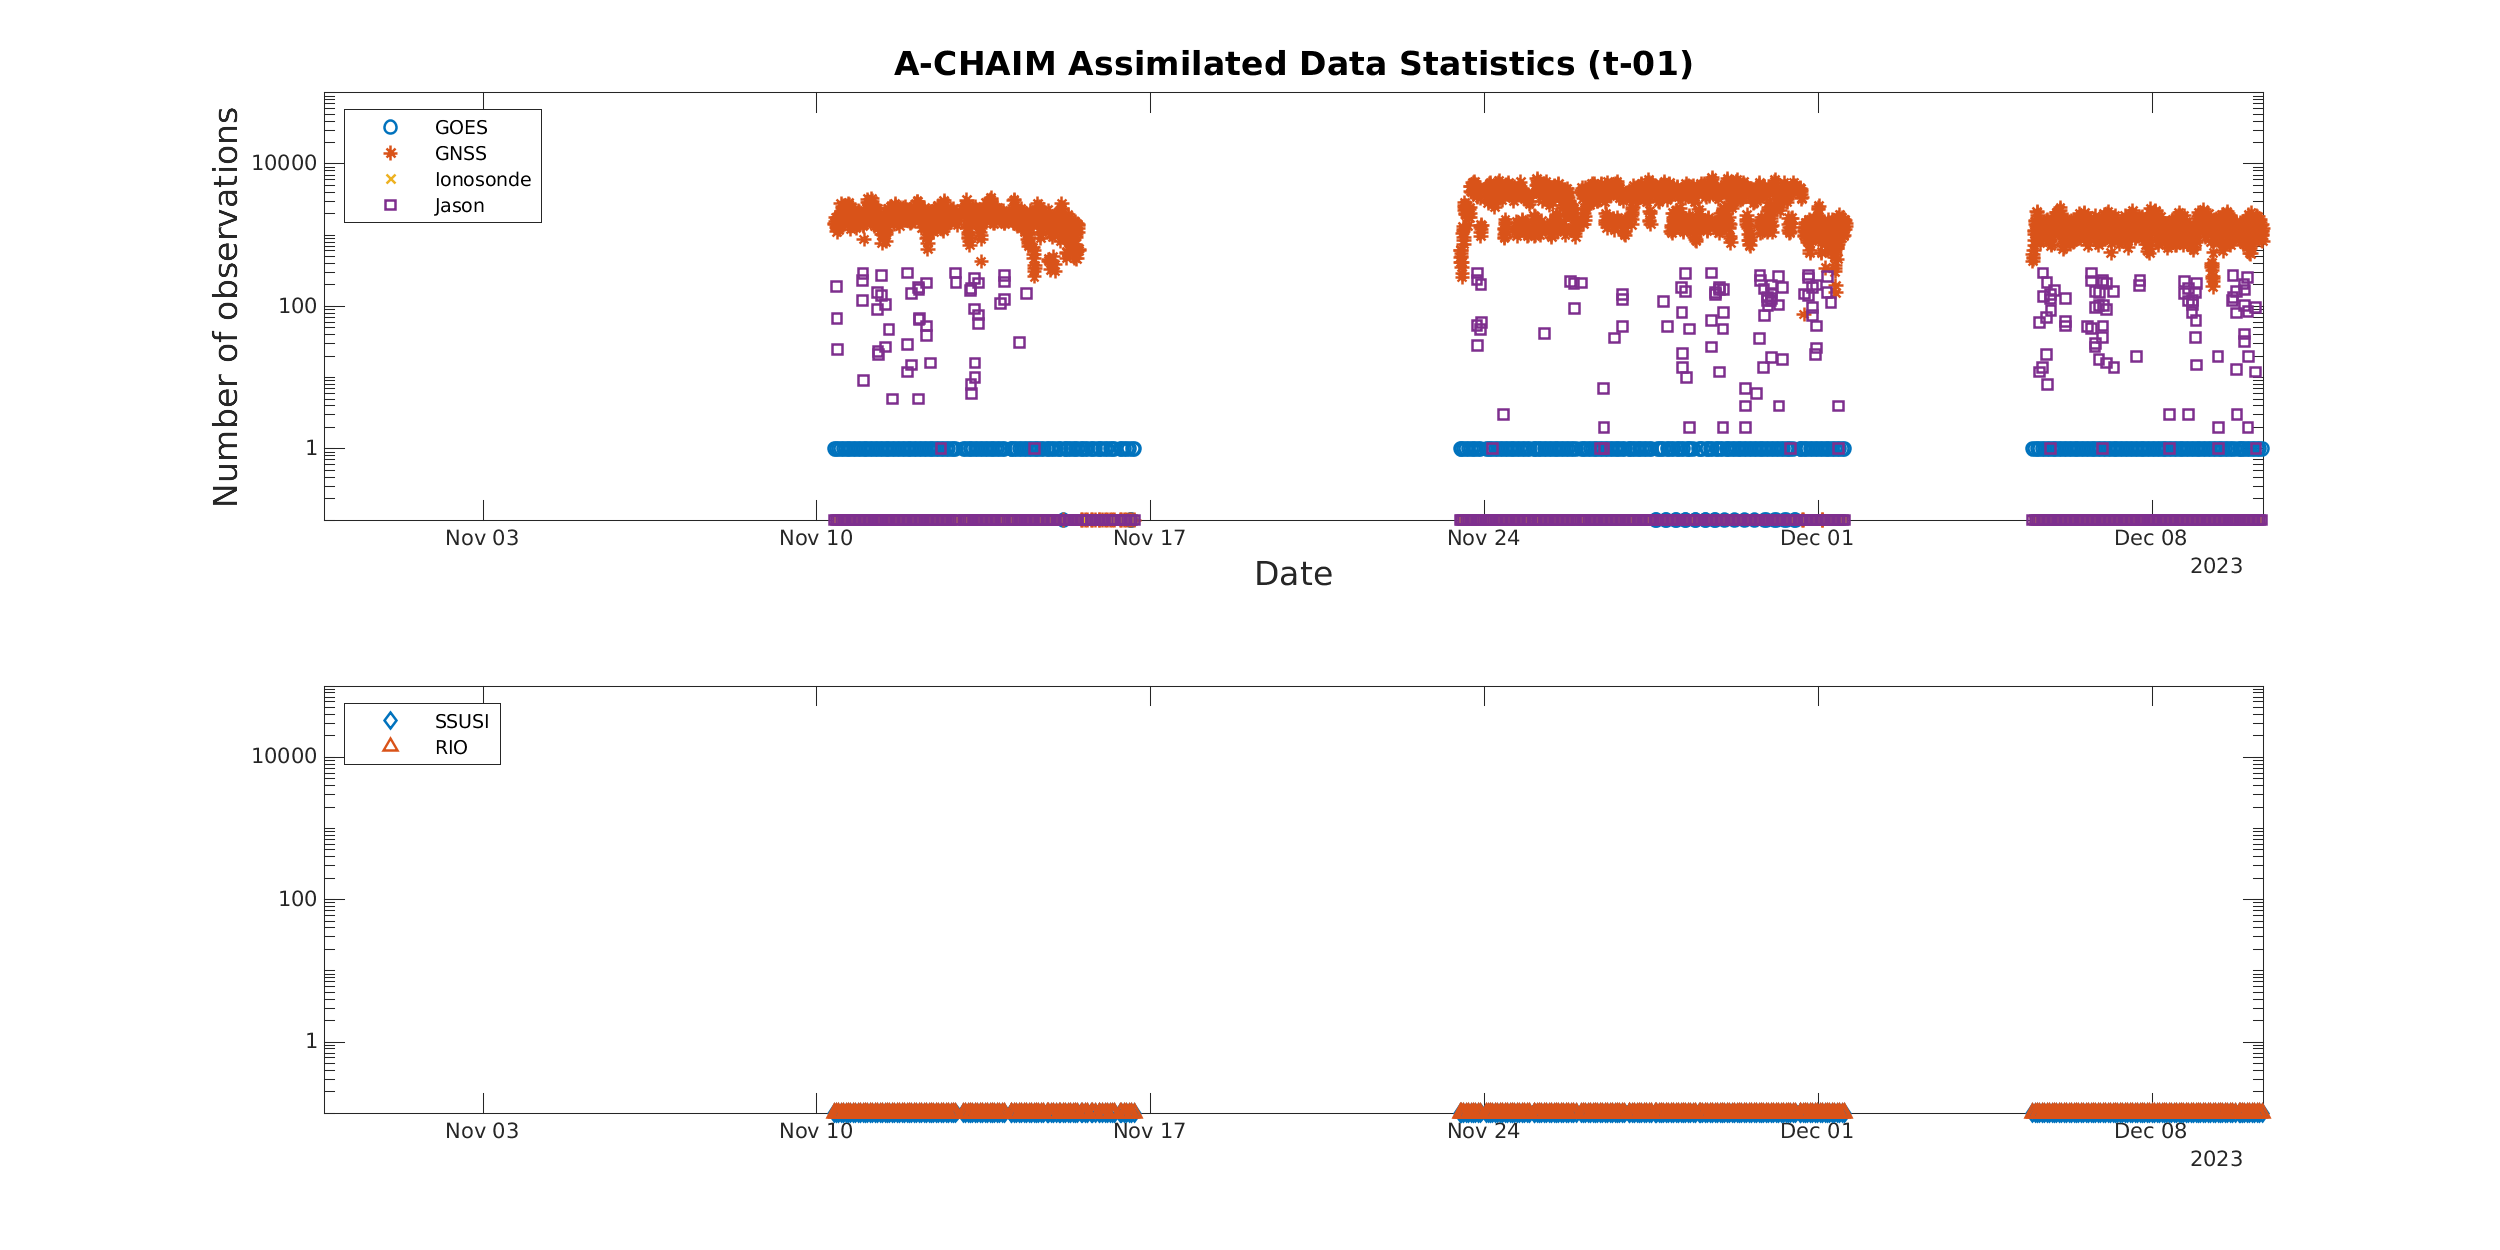 A-CHAIM Assimilated Data Statistics (t-01)
Number of observations
10000
100
1
GOES
GNSS
Ionosonde
Jason
Nov 03 Nov 10 Nov 17 Nov 24 Dec 01 Dec 08
2023
Date
10000
100
1
SSUSI
RIO
Nov 03 Nov 10 Nov 17 Nov 24 Dec 01 Dec 08
2023